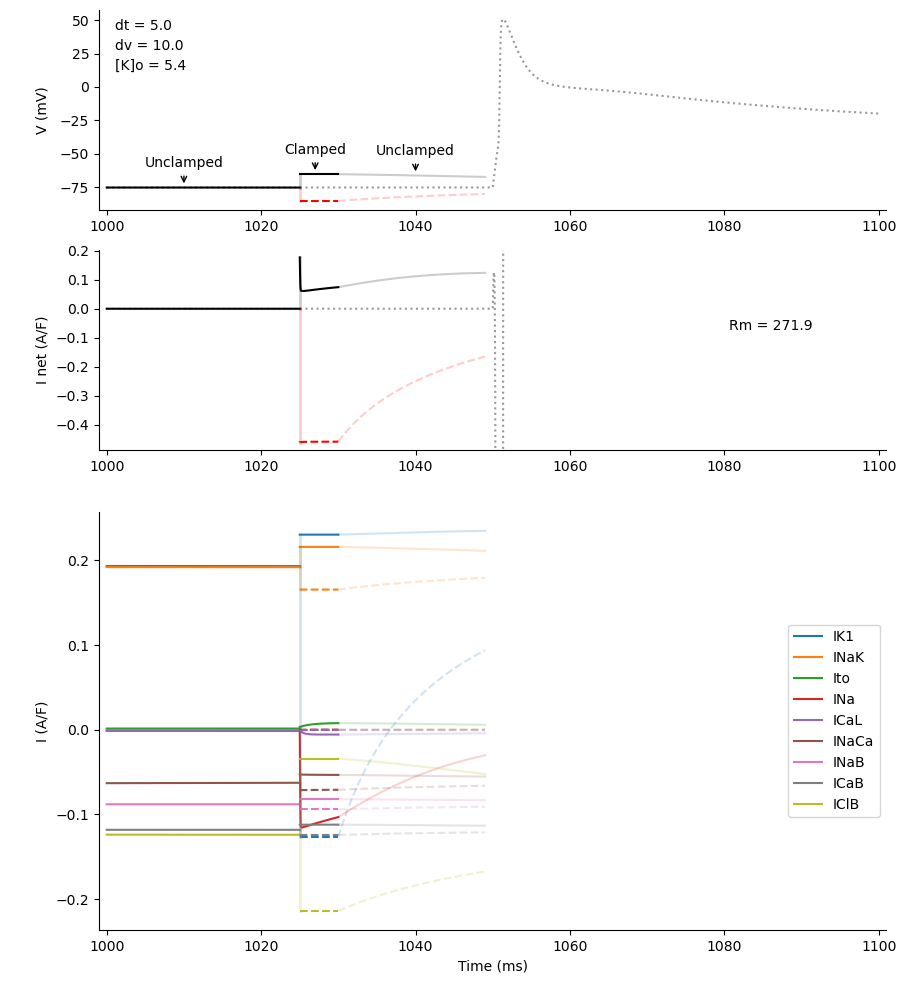 50
25
0
−25
−50
−75
V (mV)
dt = 5.0
dv = 10.0
[K]o = 5.4
Unclamped
Clamped
Unclamped
1000 1020 1040 1060 1080 1100
0.2
0.1
0.0
−0.1
−0.2
−0.3
−0.4
I net (A/F)
Rm = 271.9
1000 1020 1040 1060 1080 1100
0.2
0.1
0.0
−0.1
−0.2
I (A/F)
IK1
INaK
Ito
INa
ICaL
INaCa
INaB
ICaB
IClB
1000 1020 1040 1060 1080 1100
Time (ms)